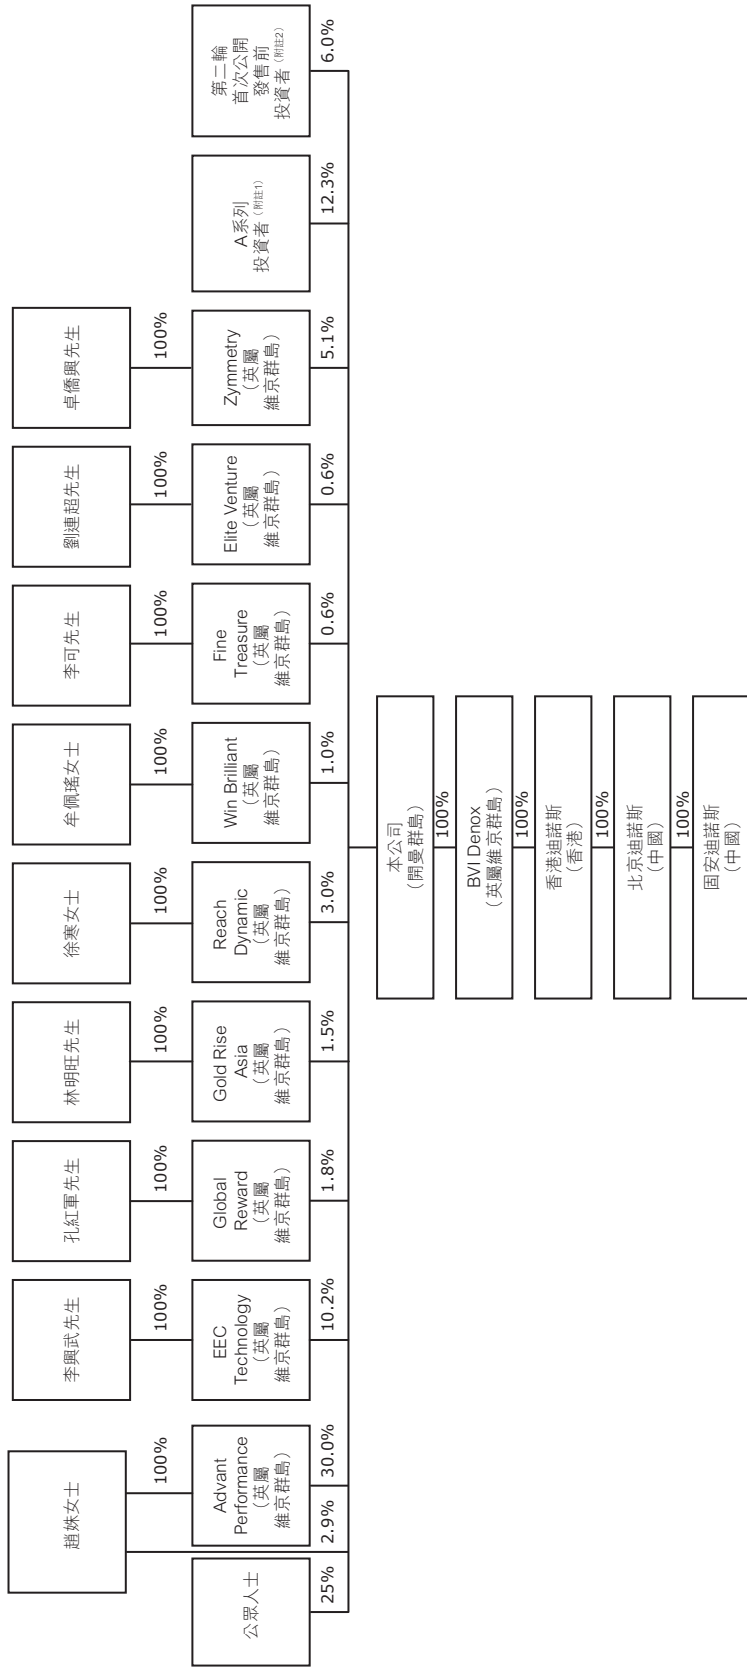 趙姝女士
李興武先生
孔紅軍先生
林明旺先生
徐寒女士
牟佩瑤女士
李可先生
劉連超先生
卓僑興先生
100%
100%
100%
100%
100%
100%
100%
100%
100%
公眾人士
Advant
Performance
(英屬
維京群島)
EEC
Technology
(英屬
維京群島)
Global
Reward
(英屬
維京群島)
Gold Rise
Asia
(英屬
維京群島)
Reach
Dynamic
(英屬
維京群島)
Win Brilliant
(英屬
維京群島)
Fine
Treasure
(英屬
維京群島)
Elite Venture
(英屬
維京群島)
Zymmetry
(英屬
維京群島)
A系列
投資者(附註1)
第二輪
首次公開
發售前
投資者(附註2)
25%
2.9%
30.0%
10.2%
1.8%
1.5%
3.0%
1.0%
0.6%
0.6%
5.1%
12.3%
6.0%
本公司
(開曼群島)
100%
BVI Denox
(英屬維京群島)
100%
香港迪諾斯
(香港)
100%
北京迪諾斯
(中國)
100%
固安迪諾斯
(中國)